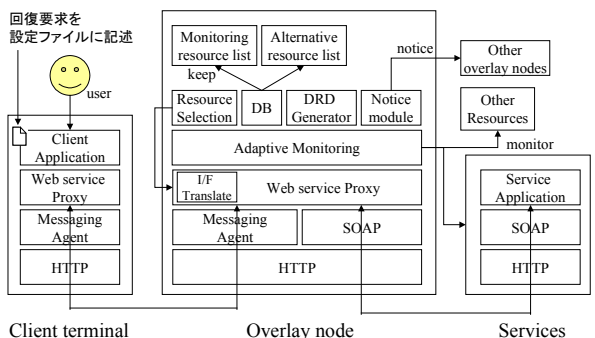 回復要求を
設定ファイルに記述
user
Client
Application
Web service
Proxy
Messaging
Agent
HTTP
Client terminal
Monitoring
resource list
Alternative
resource list
keep
notice
Resource
Selection
DB
DRD
Generator
Notice
module
Adaptive Monitoring
I/F
Translate
Web service Proxy
Messaging
Agent
SOAP
HTTP
Overlay node
Other
overlay nodes
Other
Resources
monitor
Service
Application
SOAP
HTTP
Services